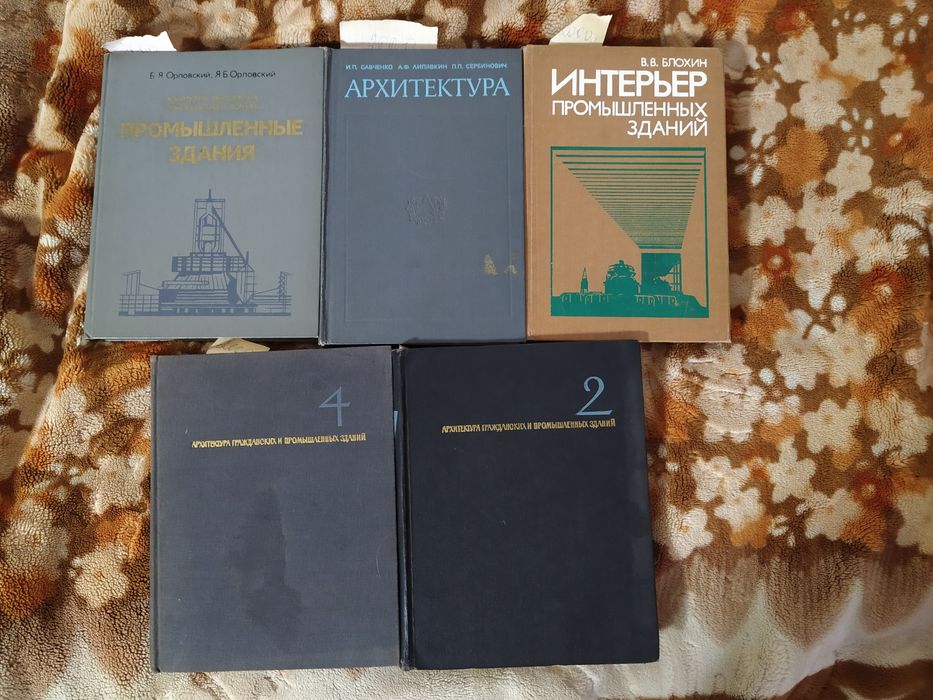 Б.Я. Орловский, Я.Б. Орловский
ПРОМЫШЛЕННЫЕ
ЗДАНИЯ
И.П. САВЧЕНКО А.Ф. ЛИПЯВКИН П.П. СЕРБИНОВИЧ
АРХИТЕКТУРА
В. В. БЛОХИН
ИНТЕРЬЕР
ПРОМЫШЛЕННЫХ
ЗДАНИЙ
4
АРХИТЕКТУРА ГРАЖДАНСКИХ И ПРОМЫШЛЕННЫХ ЗДАНИЙ
2
АРХИТЕКТУРА ГРАЖДАНСКИХ И ПРОМЫШЛЕННЫХ ЗДАНИЙ